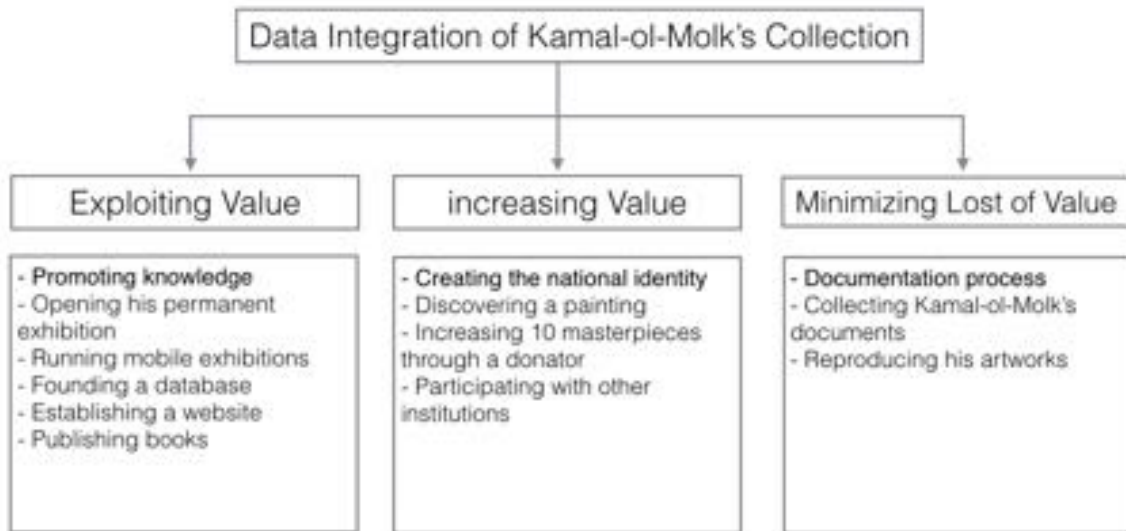 Data Integration of Kamal-ol-Molk's Collection
Exploiting Value
- Promoting knowledge
- Opening his permanent
exhibition
- Running mobile exhibitions
- Founding a database
- Establishing a website
- Publishing books
increasing Value
- Creating the national identity
- Discovering a painting
- Increasing 10 masterpieces
through a donator
- Participating with other
institutions
Minimizing Lost of Value
- Documentation process
- Collecting Kamal-ol-Molk's
documents
- Reproducing his artworks